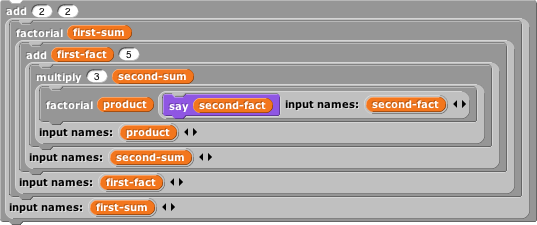 add 2 2
factorial first-sum
add first-fact 5
multiply 3 second-sum
factorial product say second-fact input names: second-fact
input names: product
input names: second-sum
input names: first-fact
input names: first-sum